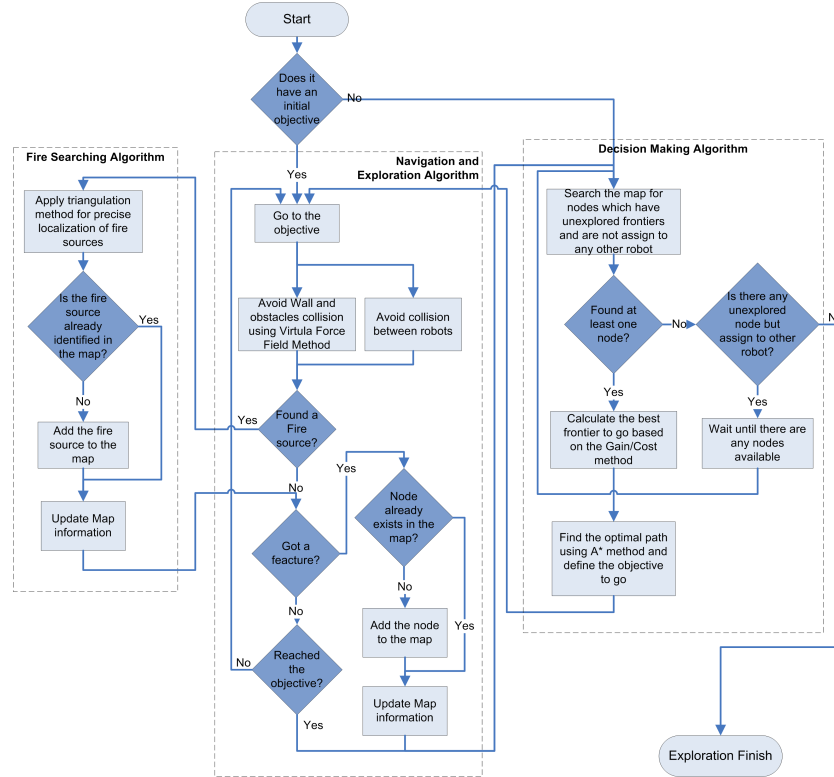 Start
Does it
have an
initial
objective
No
Yes
Fire Searching Algorithm
Apply triangulation
method for precise
localization of fire
sources
Is the fire
source
already
identified in
the map?
Yes
No
Add the fire
source to the
map
Update Map
information
Navigation and
Exploration Algorithm
Go to the
objective
Avoid Wall and
obstacles collision
using Virtula Force
Field Method
Avoid collision
between robots
Found a
Fire
source?
Yes
No
Got a
feacture?
Yes
No
Node
already
exists in the
map?
No
Yes
Add the node
to the map
Update Map
information
Reached
the
objective?
No
Yes
Decision Making Algorithm
Search the map for
nodes which have
unexplored frontiers
and are not assign to
any other robot
Found at
least one
node?
No
Yes
Is there any
unexplored
node but
assign to other
robot?
Yes
Calculate the best
frontier to go based
on the Gain/Cost
method
Wait until there are
any nodes
available
Find the optimal path
using A* method and
define the objective
to go
Exploration Finish